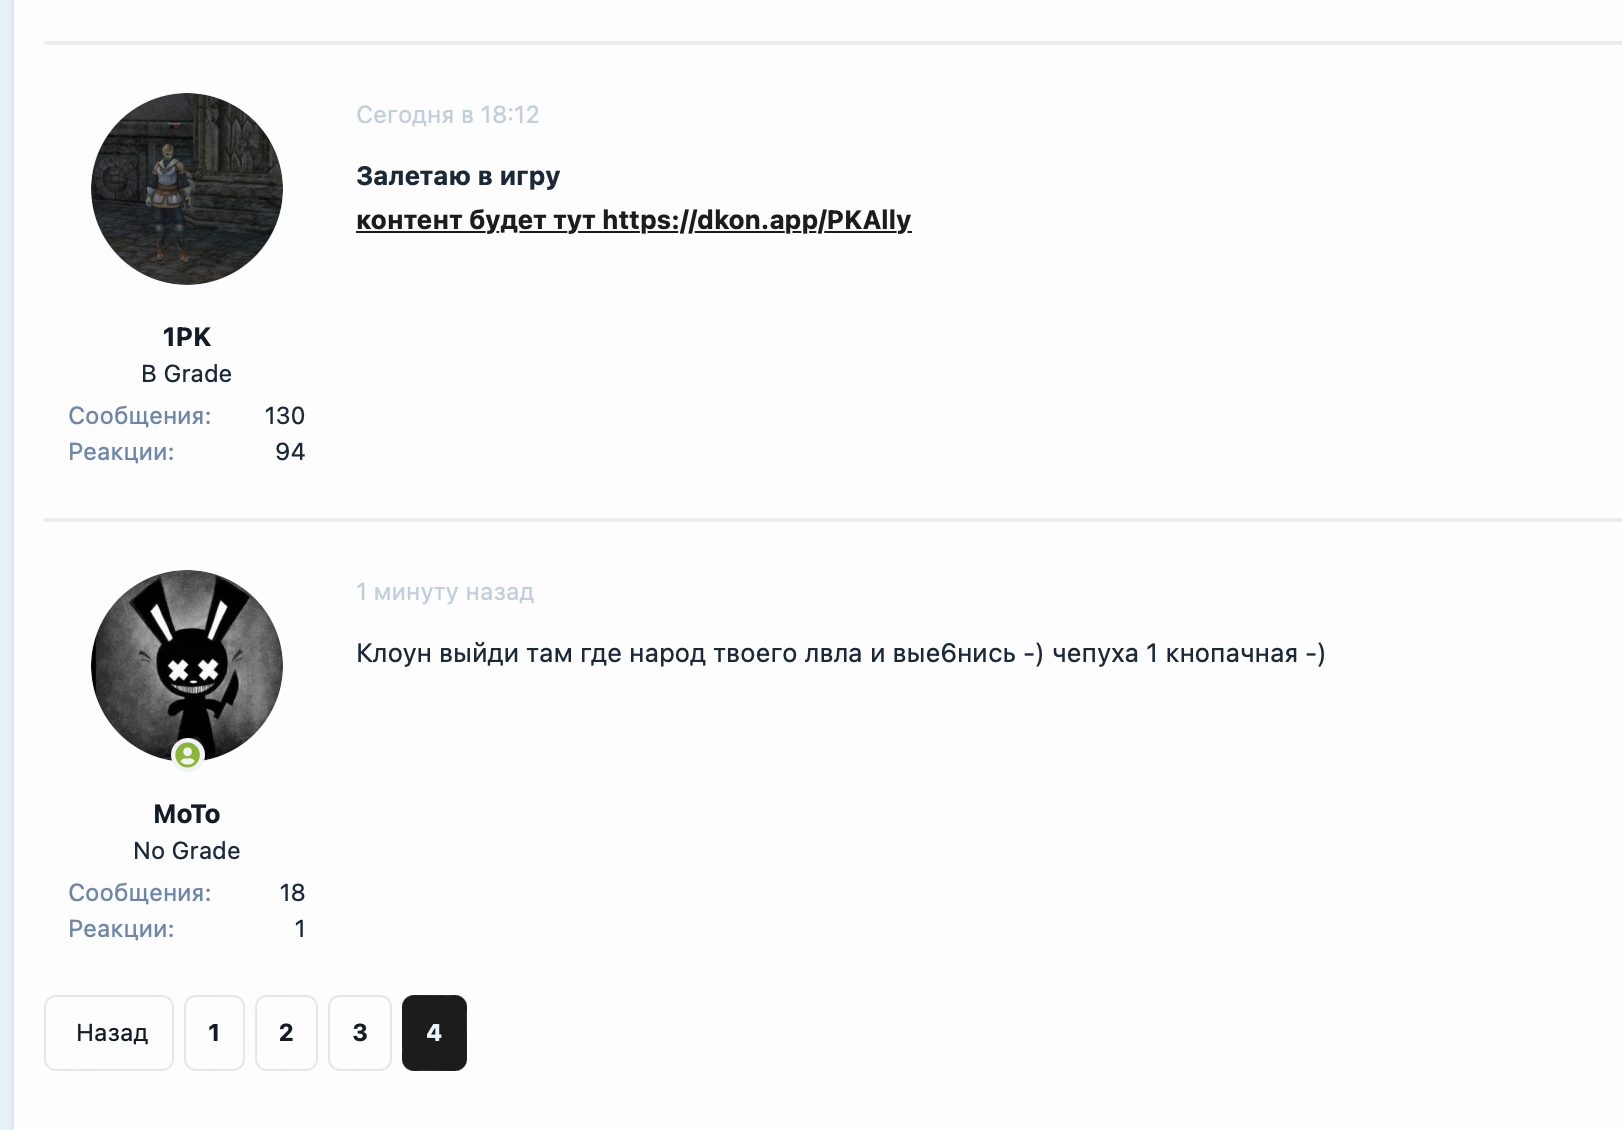 Сегодня в 18:12
Залетаю в игру
контент будет тут https://dkon.app/PKAlly
1PK
B Grade
Сообщения: 130
Реакции: 94
1 минуту назад
Клоун выйди там где народ твоего лвла и вые6нись -) чепуха 1 кнопачная -)
MoTo
No Grade
Сообщения: 18
Реакции: 1
Назад 1 2 3 4